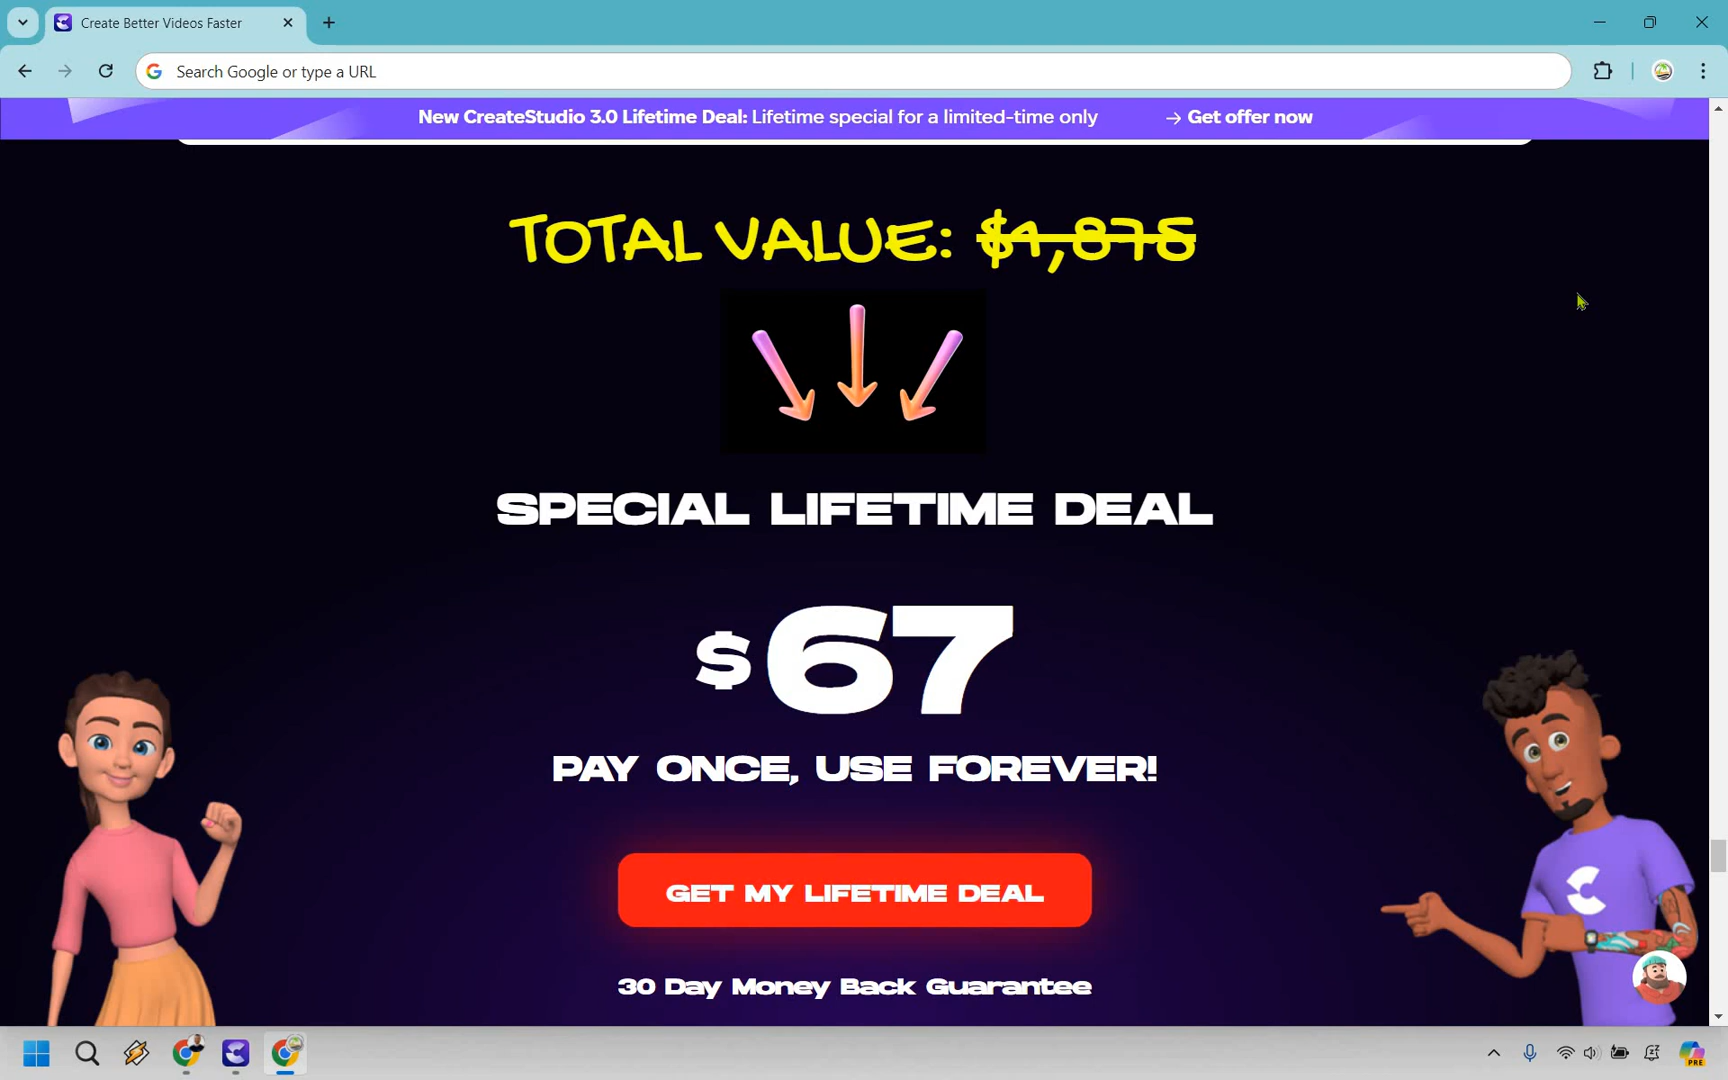 Create Better Videos Faster
Search Google or type a URL
New CreateStudio 3.0 Lifetime Deal: Lifetime special for a limited-time only → Get offer now
TOTAL VALUE: $1,875
SPECIAL LIFETIME DEAL
$67
PAY ONCE, USE FOREVER!
GET MY LIFETIME DEAL
30 Day Money Back Guarantee
PRE